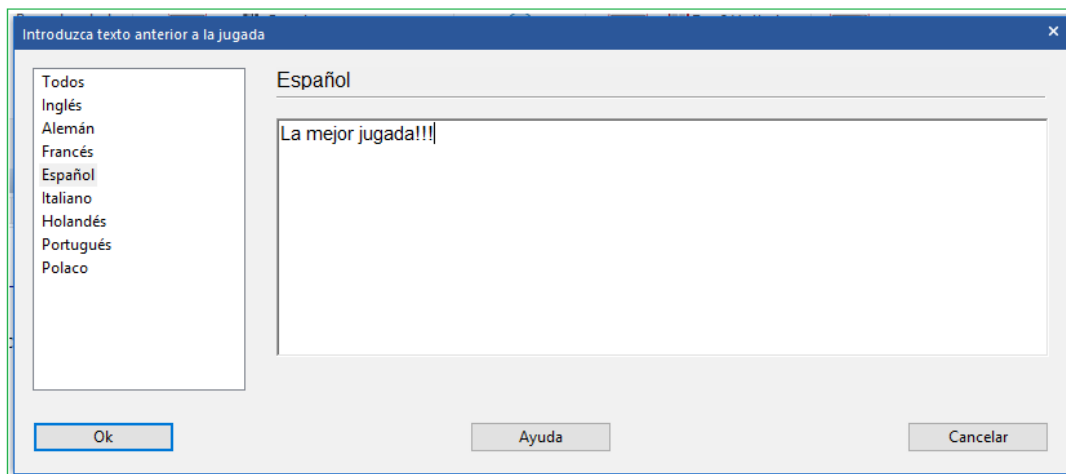 Introduzca texto anterior a la jugada
Todos
Inglés
Alemán
Francés
Español
Italiano
Holandés
Portugués
Polaco
Español
La mejor jugada!!!
Ok
Ayuda
Cancelar